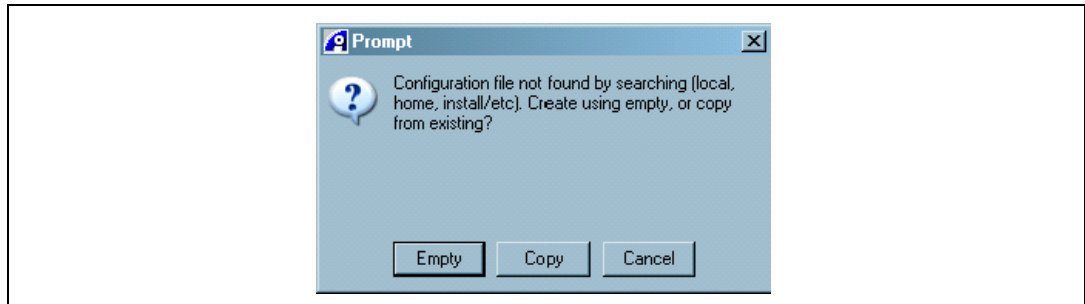 Prompt
Configuration file not found by searching (local,
home, install/etc). Create using empty, or copy
from existing?
Empty Copy Cancel